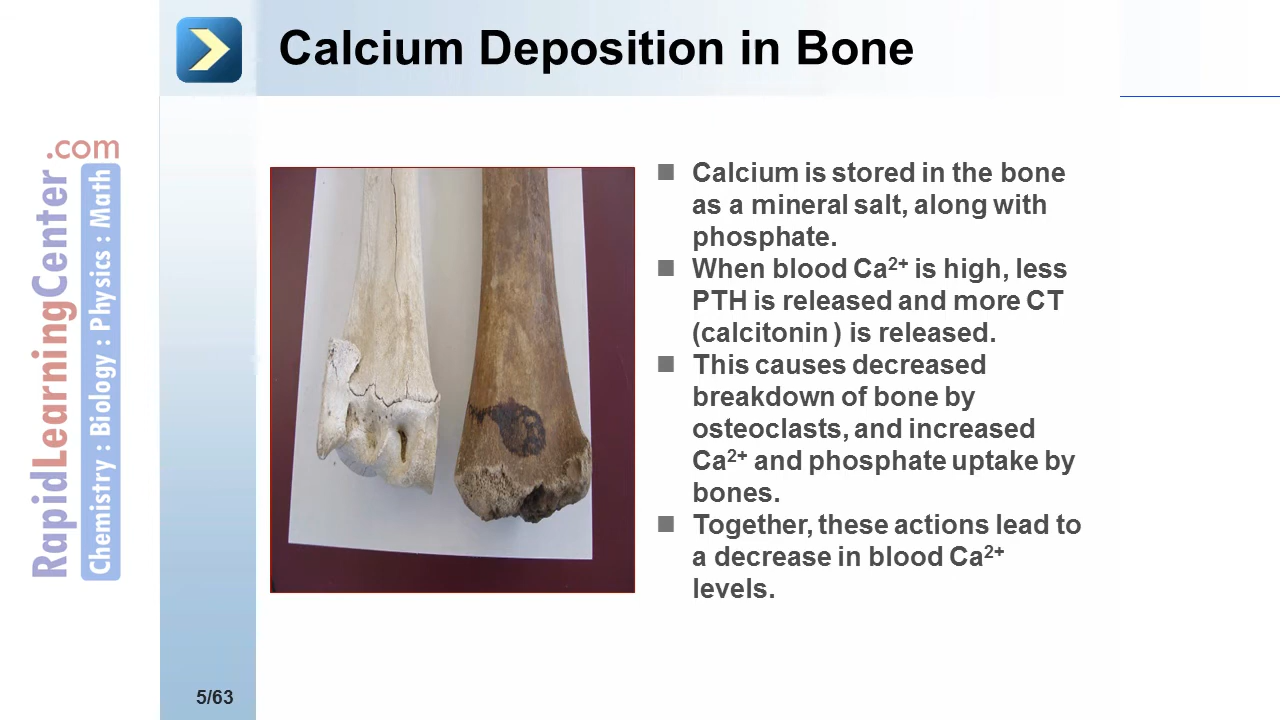 Calcium Deposition in Bone
.com
RapidLearningCenter
Chemistry : Biology : Physics : Math
■ Calcium is stored in the bone
as a mineral salt, along with
phosphate.
■ When blood Ca²⁺ is high, less
PTH is released and more CT
(calcitonin ) is released.
■ This causes decreased
breakdown of bone by
osteoclasts, and increased
Ca²⁺ and phosphate uptake by
bones.
■ Together, these actions lead to
a decrease in blood Ca²⁺
levels.
5/63